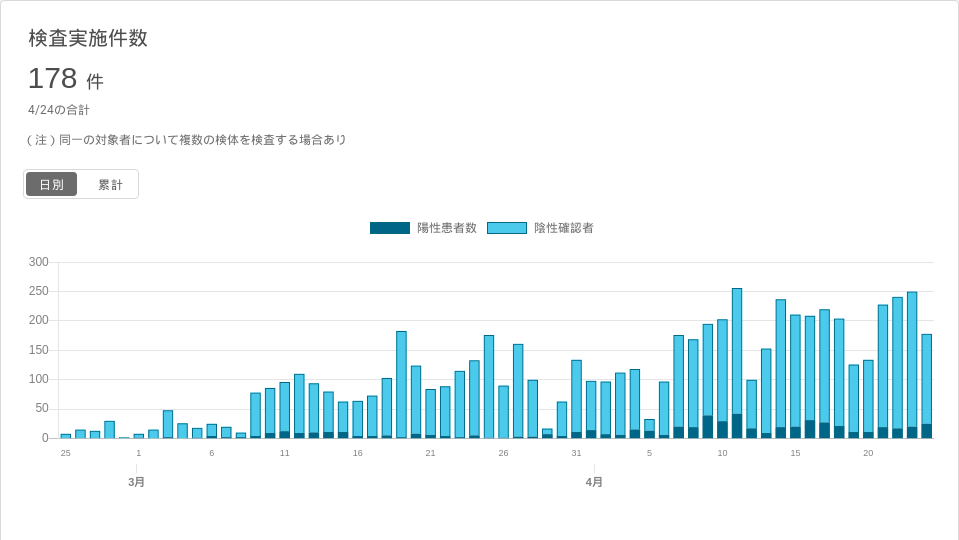 検査実施件数
178 件
4/24の合計
（注）同一の対象者について複数の検体を検査する場合あり
日別 累計
陽性患者数 陰性確認者
300
250
200
150
100
50
0
25 1 6 11 16 21 26 31 5 10 15 20
3月 4月